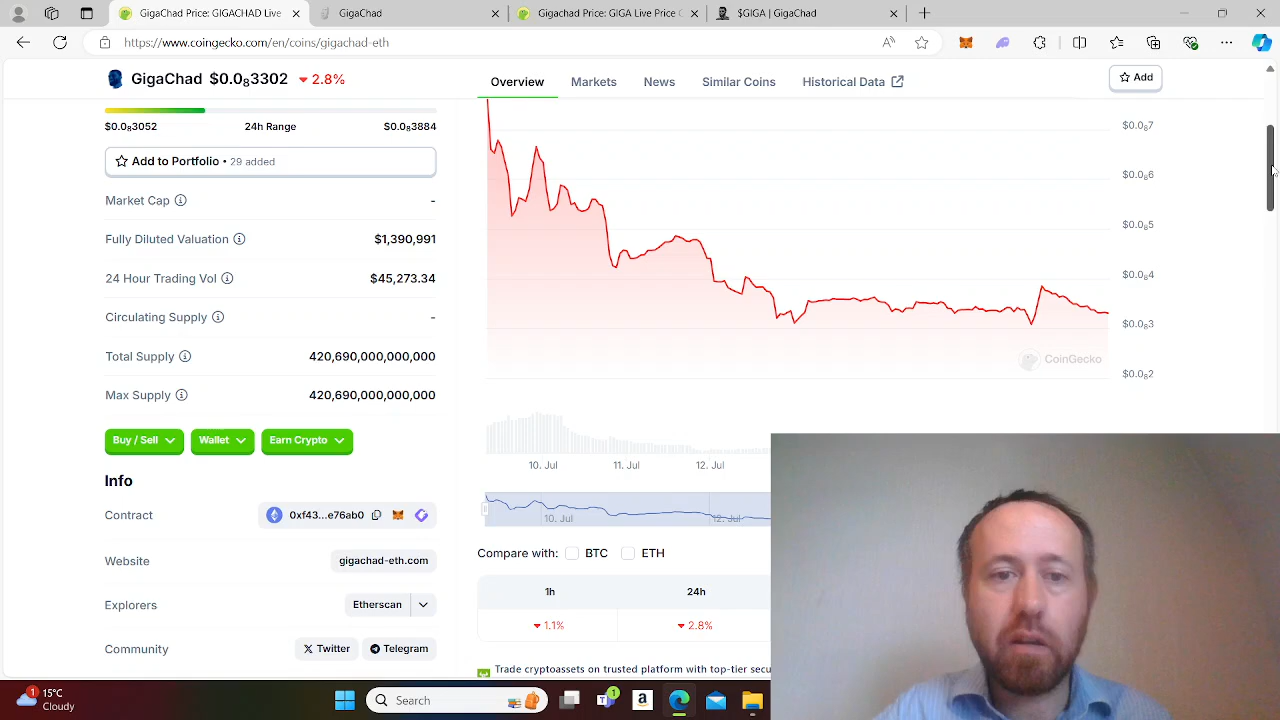 GigaChad Price: GIGACHAD Live
GigaChad
Gigachad Price: GIGA Live Price C
$GIGA | GigaChad
https://www.coingecko.com/en/coins/gigachad-eth
GigaChad $0.0₈3302 2.8%
Overview Markets News Similar Coins Historical Data
Add
$0.0₈3052 24h Range $0.0₈3884
Add to Portfolio • 29 added
Market Cap -
Fully Diluted Valuation $1,390,991
24 Hour Trading Vol $45,273.34
Circulating Supply -
Total Supply 420,690,000,000,000
Max Supply 420,690,000,000,000
Buy / Sell Wallet Earn Crypto
Info
Contract 0xf43...e76ab0
Website gigachad-eth.com
Explorers Etherscan
Community Twitter Telegram
$0.0₈7
$0.0₈6
$0.0₈5
$0.0₈4
$0.0₈3
$0.0₈2
CoinGecko
10. Jul 11. Jul 12. Jul
10. Jul 12. Jul
Compare with: BTC ETH
1h 24h
1.1% 2.8%
Trade cryptoassets on trusted platform with top-tier secu
1 15°C
Cloudy
Search
1